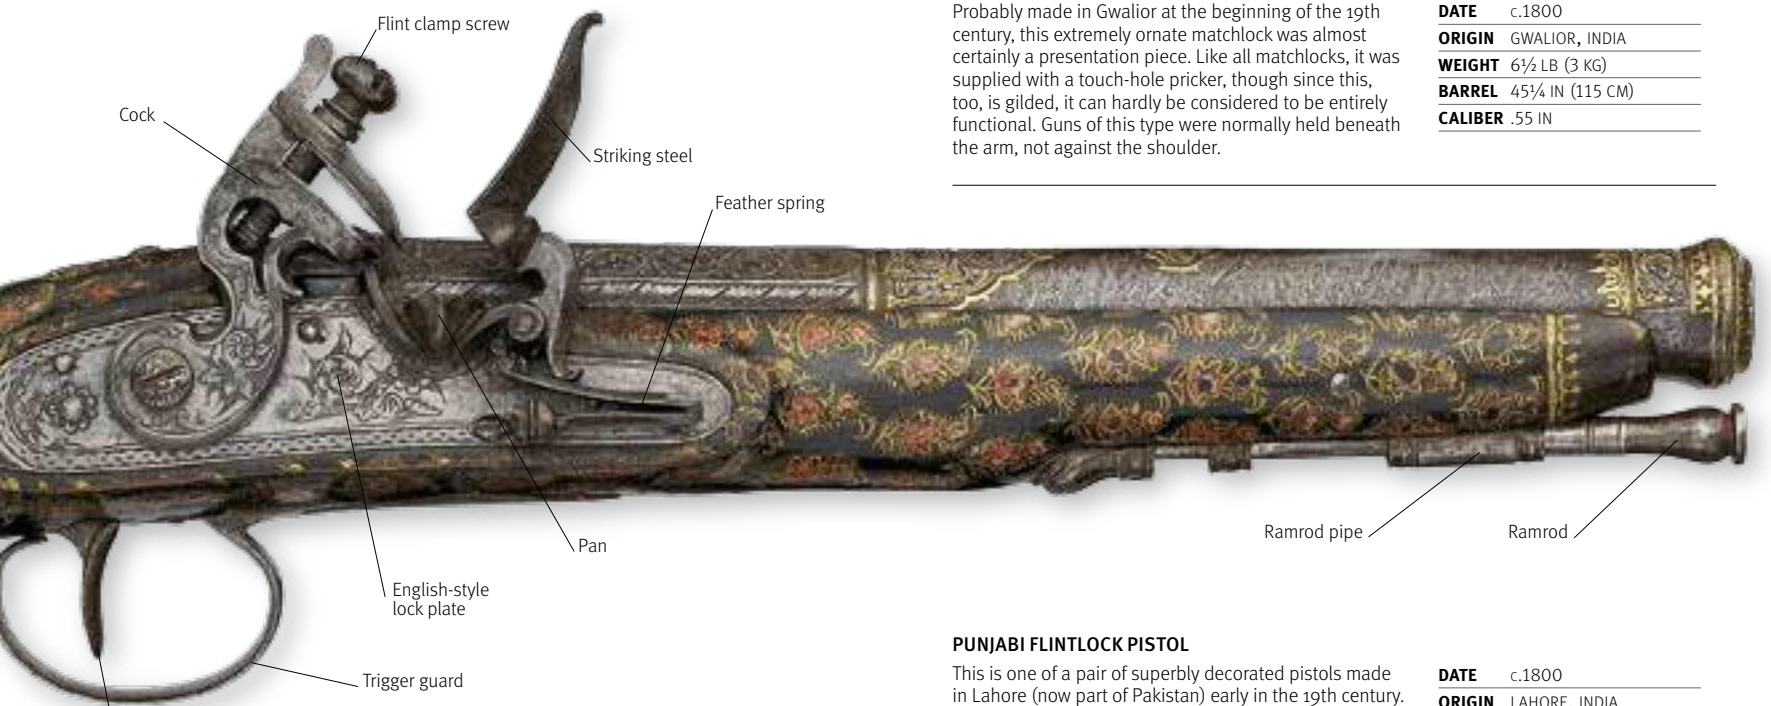 Flint clamp screw
Cock
Striking steel
Feather spring
Probably made in Gwalior at the beginning of the 19th
century, this extremely ornate matchlock was almost
certainly a presentation piece. Like all matchlocks, it was
supplied with a touch-hole pricker, though since this,
too, is gilded, it can hardly be considered to be entirely
functional. Guns of this type were normally held beneath
the arm, not against the shoulder.
DATE c.1800
ORIGIN GWALIOR, INDIA
WEIGHT 6½ LB (3 KG)
BARREL 45¼ IN (115 CM)
CALIBER .55 IN
Ramrod pipe
Ramrod
Pan
English-style
lock plate
Trigger guard
PUNJABI FLINTLOCK PISTOL
This is one of a pair of superbly decorated pistols made
in Lahore (now part of Pakistan) early in the 19th century.
DATE c.1800
ORIGIN LAHORE, INDIA